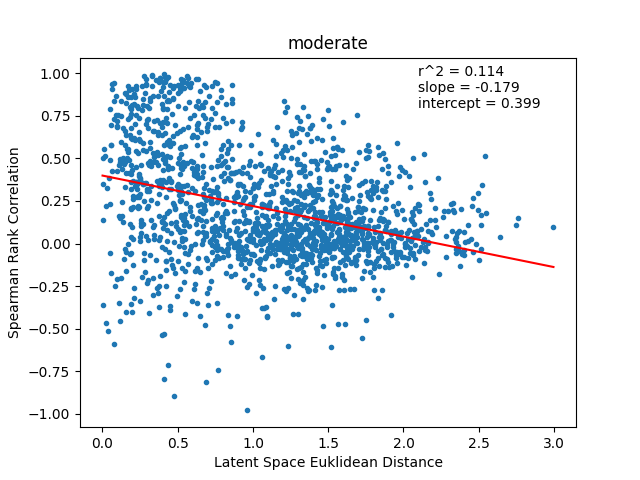 moderate
r^2 = 0.114
slope = -0.179
intercept = 0.399
1.00
0.75
0.50
0.25
0.00
−0.25
−0.50
−0.75
−1.00
Spearman Rank Correlation
0.0 0.5 1.0 1.5 2.0 2.5 3.0
Latent Space Euklidean Distance